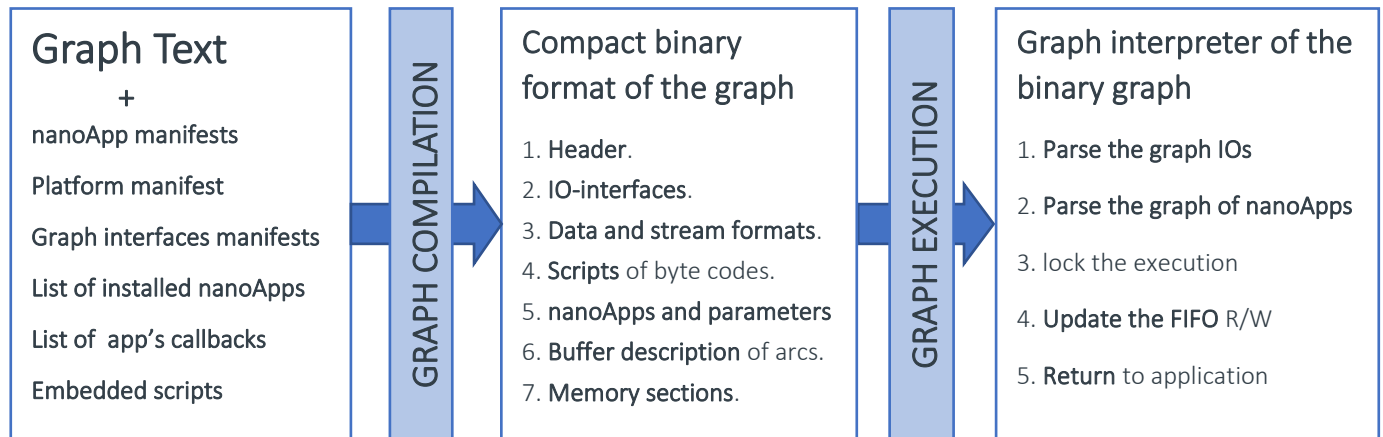 Graph Text
+
nanoApp manifests
Platform manifest
Graph interfaces manifests
List of installed nanoApps
List of  app's callbacks
Embedded scripts
GRAPH COMPILATION
Compact binary
format of the graph
1. Header.
2. IO-interfaces.
3. Data and stream formats.
4. Scripts of byte codes.
5. nanoApps and parameters
6. Buffer description of arcs.
7. Memory sections.
GRAPH EXECUTION
Graph interpreter of the
binary graph
1. Parse the graph IOs
2. Parse the graph of nanoApps
3. lock the execution
4. Update the FIFO R/W
5. Return to application